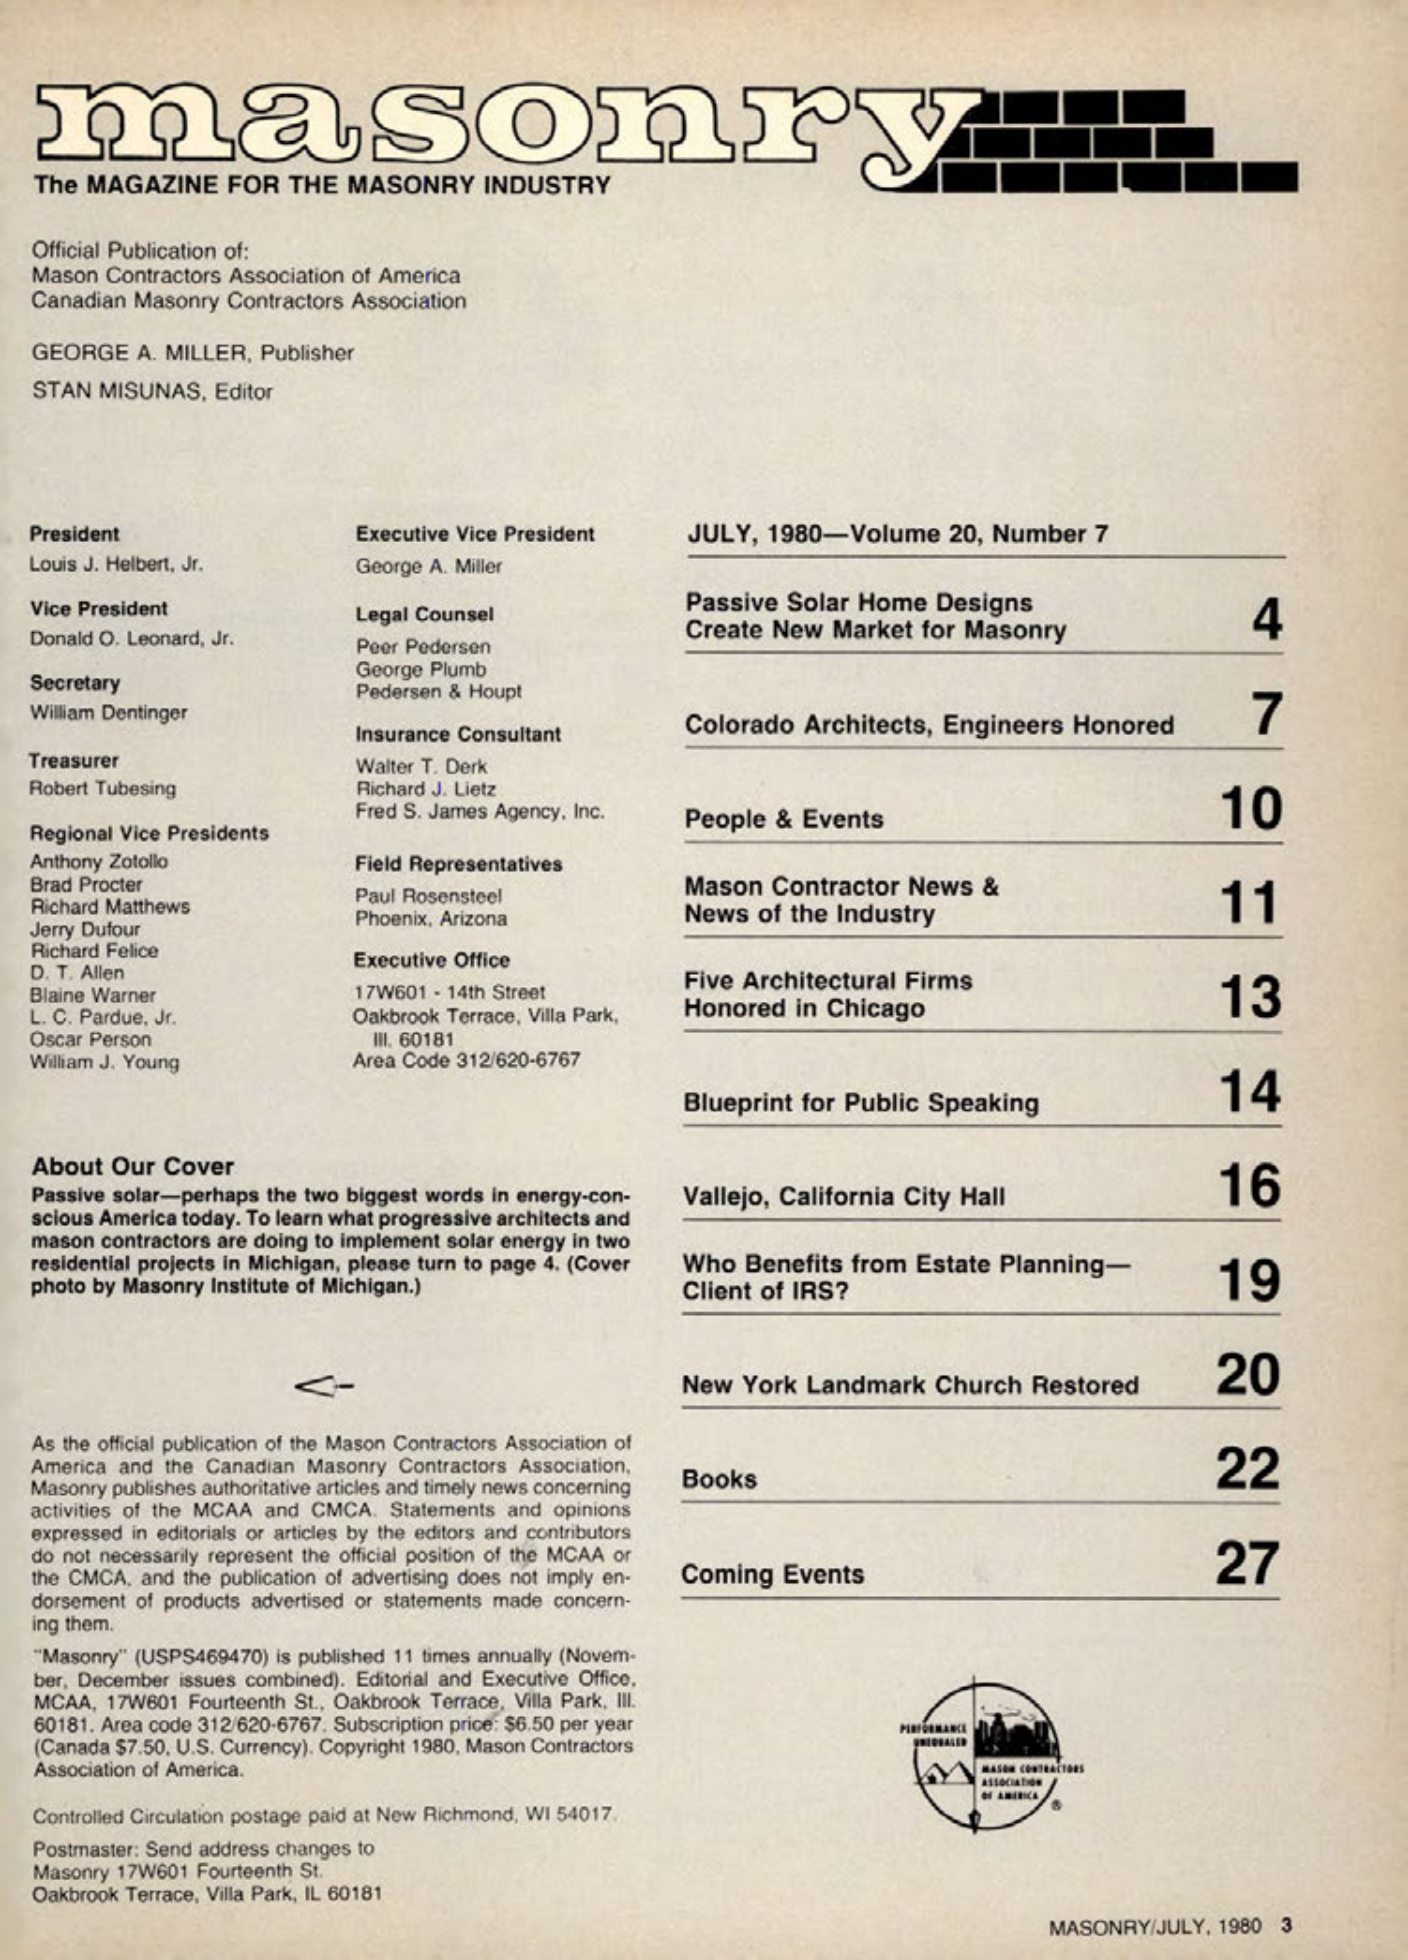 masonry
The MAGAZINE FOR THE MASONRY INDUSTRY
Official Publication of:
Mason Contractors Association of America
Canadian Masonry Contractors Association
GEORGE A. MILLER, Publisher
STAN MISUNAS, Editor
President
Louis J. Helbert, Jr.
Vice President
Donald O. Leonard, Jr.
Secretary
William Dentinger
Treasurer
Robert Tubesing
Regional Vice Presidents
Anthony Zotollo
Brad Procter
Richard Matthews
Jerry Dufour
Richard Felice
D. T. Allen
Blaine Warner
L. C. Pardue, Jr.
Oscar Person
William J. Young
Executive Vice President
George A. Miller
Legal Counsel
Peer Pedersen
George Plumb
Pedersen & Houpt
Insurance Consultant
Walter T. Derk
Richard J. Lietz
Fred S. James Agency, Inc.
Field Representatives
Paul Rosensteel
Phoenix, Arizona
Executive Office
17W601 - 14th Street
Oakbrook Terrace, Villa Park,
Ill. 60181
Area Code 312/620-6767
About Our Cover
Passive solar—perhaps the two biggest words in energy-con-
scious America today. To learn what progressive architects and
mason contractors are doing to implement solar energy in two
residential projects in Michigan, please turn to page 4. (Cover
photo by Masonry Institute of Michigan.)
As the official publication of the Mason Contractors Association of
America and the Canadian Masonry Contractors Association,
Masonry publishes authoritative articles and timely news concerning
activities of the MCAA and CMCA. Statements and opinions
expressed in editorials or articles by the editors and contributors
do not necessarily represent the official position of the MCAA or
the CMCA, and the publication of advertising does not imply en-
dorsement of products advertised or statements made concern-
ing them.
"Masonry" (USPS469470) is published 11 times annually (Novem-
ber, December issues combined). Editorial and Executive Office,
MCAA, 17W601 Fourteenth St., Oakbrook Terrace, Villa Park, Ill.
60181. Area code 312/620-6767. Subscription price: $6.50 per year
(Canada $7.50, U.S. Currency). Copyright 1980, Mason Contractors
Association of America.
Controlled Circulation postage paid at New Richmond, WI 54017.
Postmaster: Send address changes to
Masonry 17W601 Fourteenth St.
Oakbrook Terrace, Villa Park, IL 60181
JULY, 1980—Volume 20, Number 7
Passive Solar Home Designs
Create New Market for Masonry 4
Colorado Architects, Engineers Honored 7
People & Events 10
Mason Contractor News &
News of the Industry 11
Five Architectural Firms
Honored in Chicago 13
Blueprint for Public Speaking 14
Vallejo, California City Hall 16
Who Benefits from Estate Planning—
Client of IRS? 19
New York Landmark Church Restored 20
Books 22
Coming Events 27
PERFORMANCE
UNEQUALED
MASON CONTRACTORS
ASSOCIATION
OF AMERICA
®
MASONRY/JULY, 1980 3